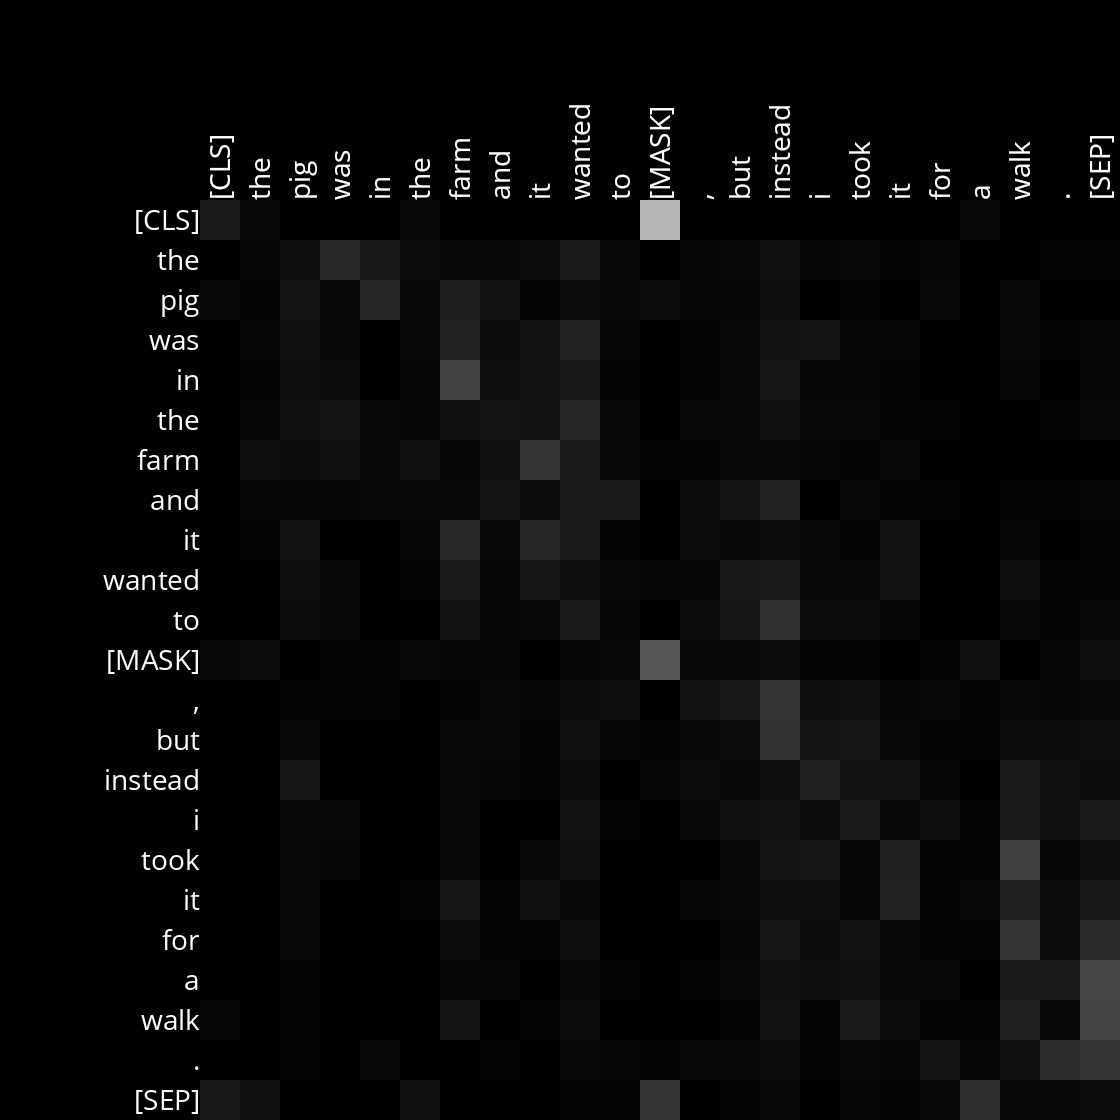 [CLS] the pig was in the farm and it wanted to [MASK] , but instead i took it for a walk . [SEP]
[CLS]
the
pig
was
in
the
farm
and
it
wanted
to
[MASK]
,
but
instead
i
took
it
for
a
walk
.
[SEP]